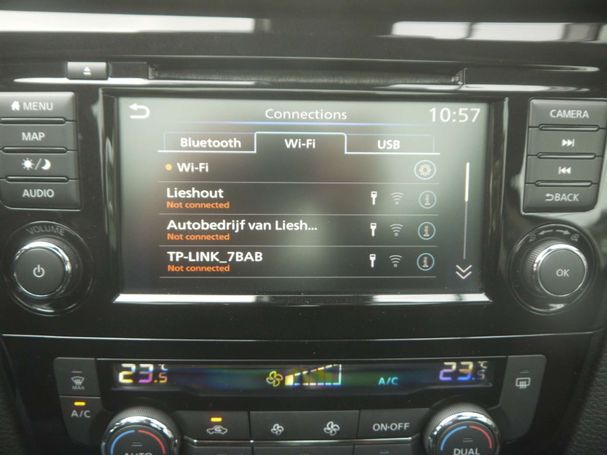 MENU
MAP
AUDIO
VOLUME
Connections 10:57
Bluetooth Wi-Fi USB
Wi-Fi
Lieshout
Not connected
Autobedrijf van Liesh...
Not connected
TP-LINK_7BAB
Not connected
CAMERA
BACK
OK
MAX
A/C
23.5°C
A/C
23.5°C
ON·OFF
AUTO
DUAL